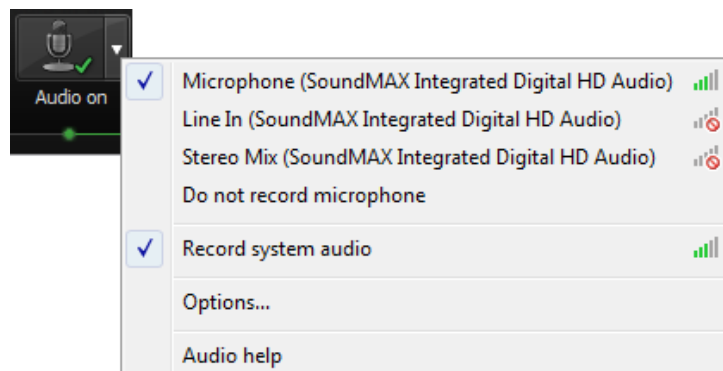 Audio on
Microphone (SoundMAX Integrated Digital HD Audio)
Line In (SoundMAX Integrated Digital HD Audio)
Stereo Mix (SoundMAX Integrated Digital HD Audio)
Do not record microphone
Record system audio
Options...
Audio help